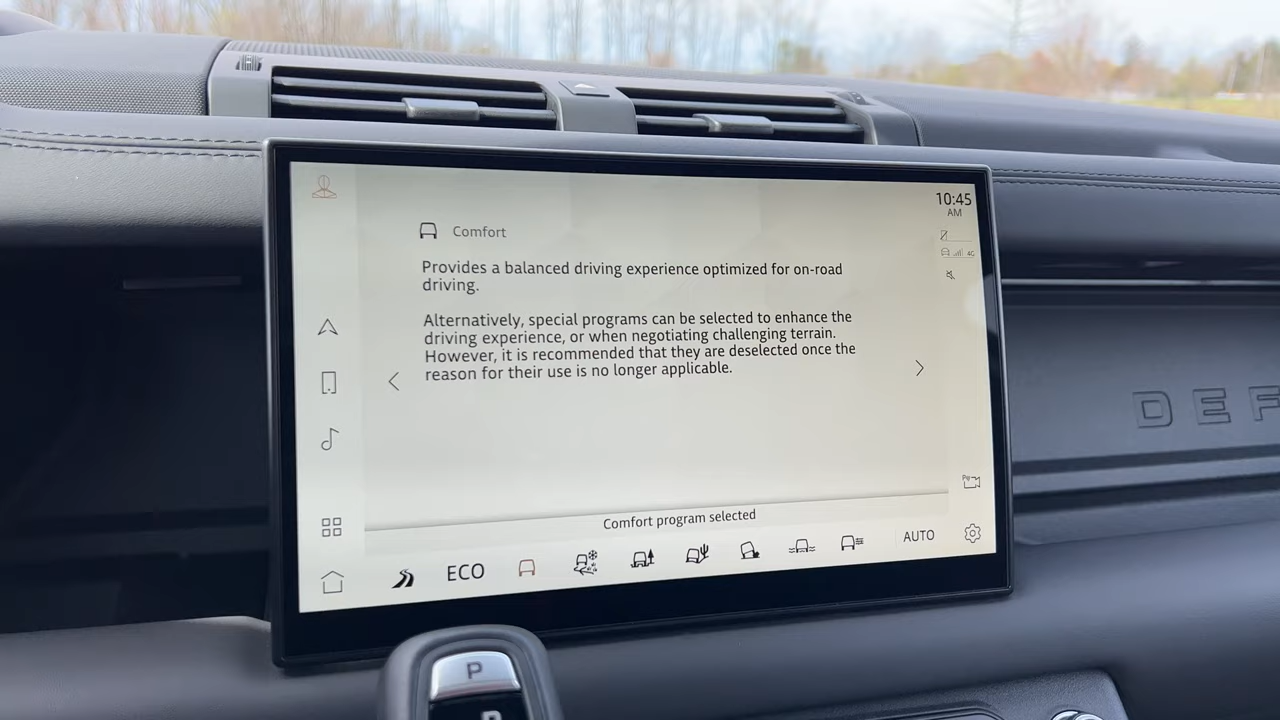 10:45
AM
4G
Comfort
Provides a balanced driving experience optimized for on-road
driving.
Alternatively, special programs can be selected to enhance the
driving experience, or when negotiating challenging terrain.
However, it is recommended that they are deselected once the
reason for their use is no longer applicable.
DEF
Comfort program selected
ECO
AUTO
P